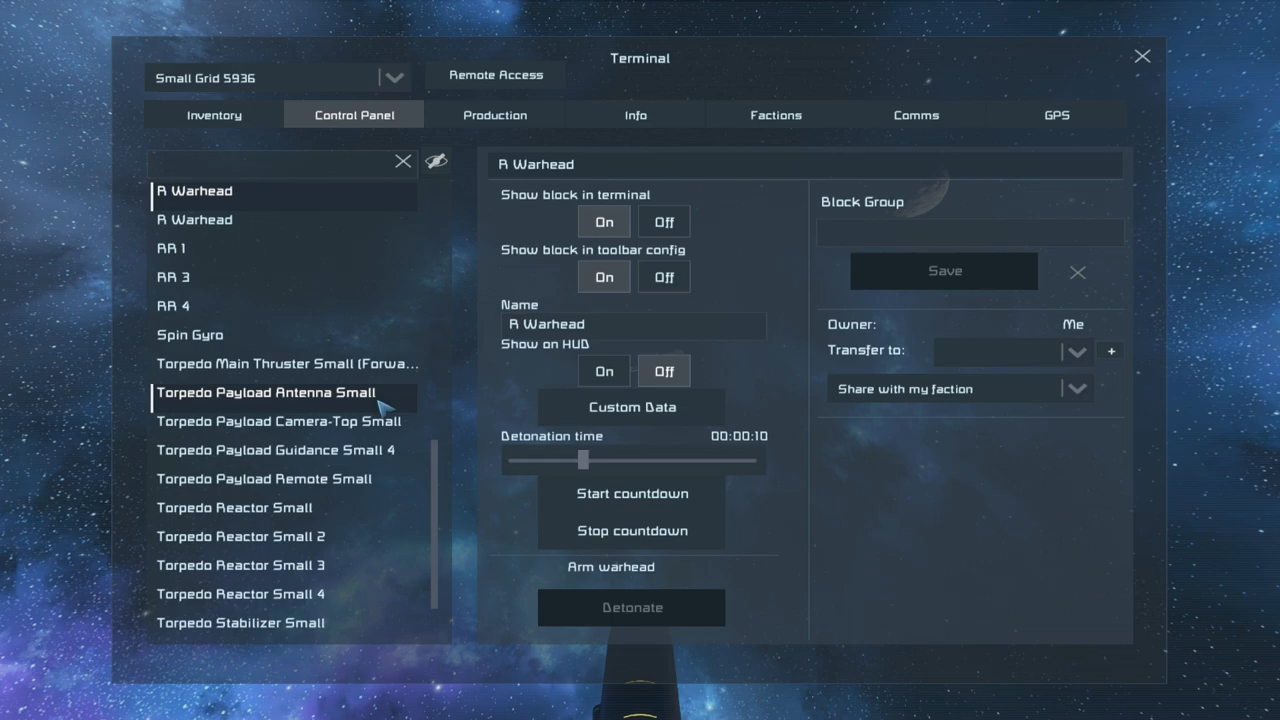 Terminal
Small Grid 5936
Remote Access
Inventory
Control Panel
Production
Info
Factions
Comms
GPS
R Warhead
R Warhead
RR 1
RR 3
RR 4
Spin Gyro
Torpedo Main Thruster Small (Forwa...
Torpedo Payload Antenna Small
Torpedo Payload Camera-Top Small
Torpedo Payload Guidance Small 4
Torpedo Payload Remote Small
Torpedo Reactor Small
Torpedo Reactor Small 2
Torpedo Reactor Small 3
Torpedo Reactor Small 4
Torpedo Stabilizer Small
R Warhead
Show block in terminal
On Off
Show block in toolbar config
On Off
Name
R Warhead
Show on HUD
On Off
Custom Data
Detonation time 00:00:10
Start countdown
Stop countdown
Arm warhead
Detonate
Block Group
Save
Owner: Me
Transfer to:
+
Share with my faction